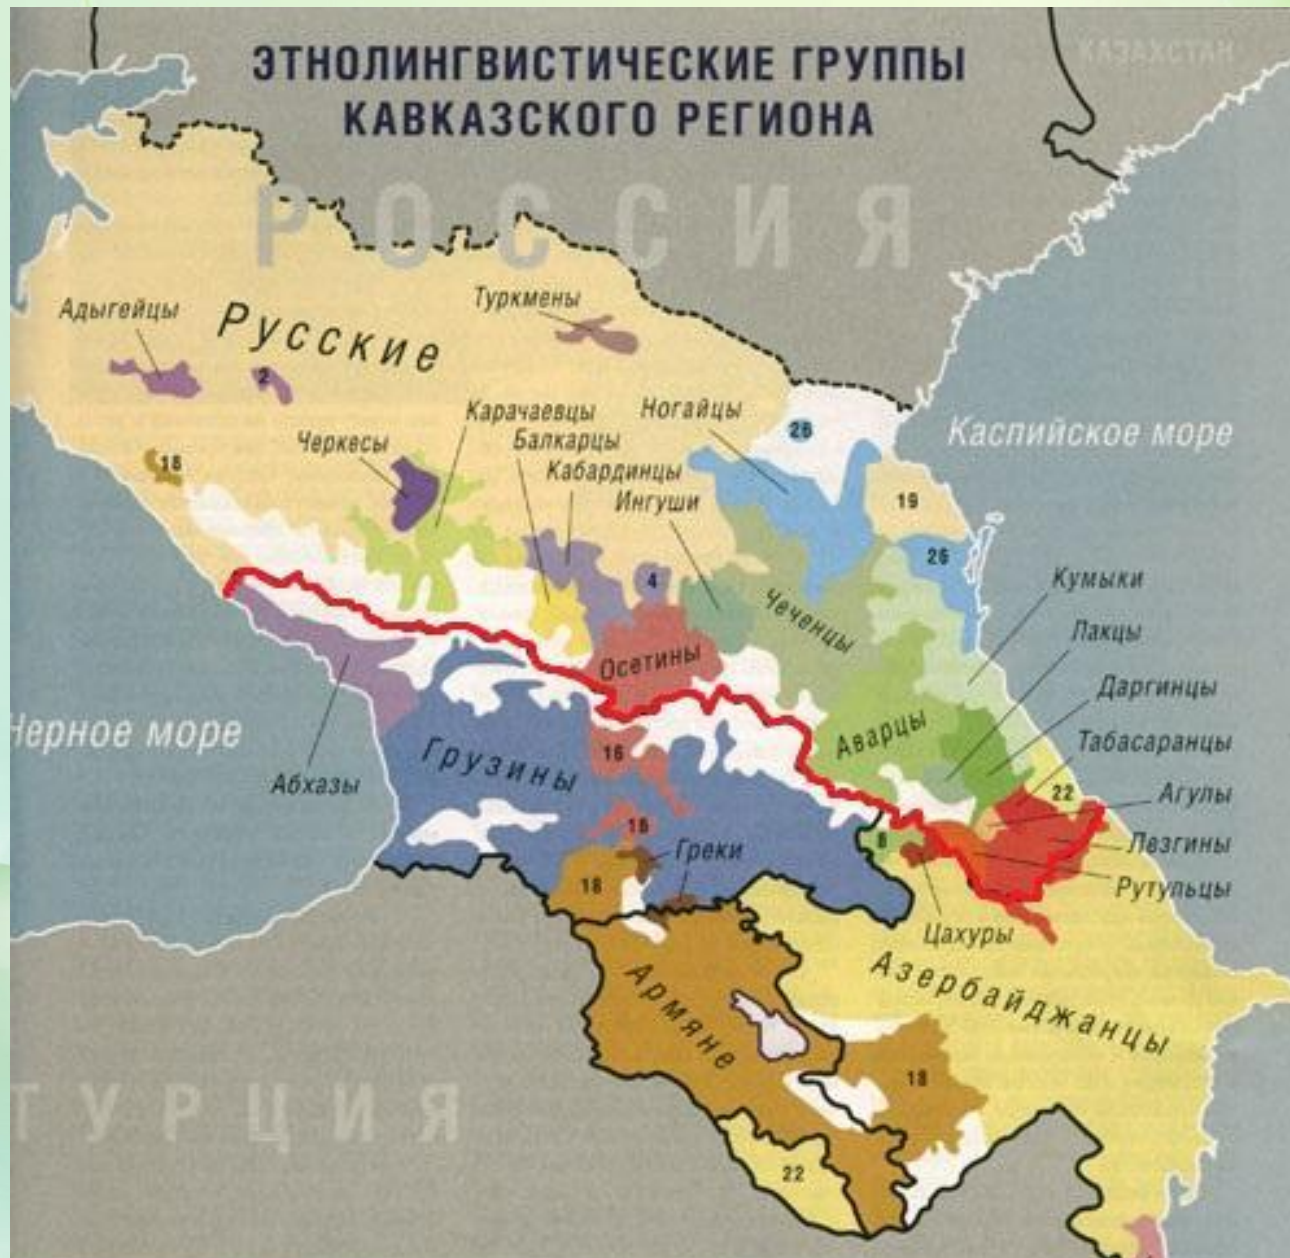 ЭТНОЛИНГВИСТИЧЕСКИЕ ГРУППЫ
КАВКАЗСКОГО РЕГИОНА
КАЗАХСТАН
РОССИЯ
Адыгейцы
Русские
Туркмены
2
Карачаевцы
Ногайцы
Черкесы
Балкарцы
26
Каспийское море
Кабардинцы
18
Ингуши
19
26
4
Кумыки
Чеченцы
Лакцы
Осетины
Даргинцы
Черное море
Аварцы
Табасаранцы
Грузины
16
Абхазы
22
Агулы
16
8
Лезгины
Греки
18
Рутульцы
Цахуры
Азербайджанцы
Армяне
18
ТУРЦИЯ
22